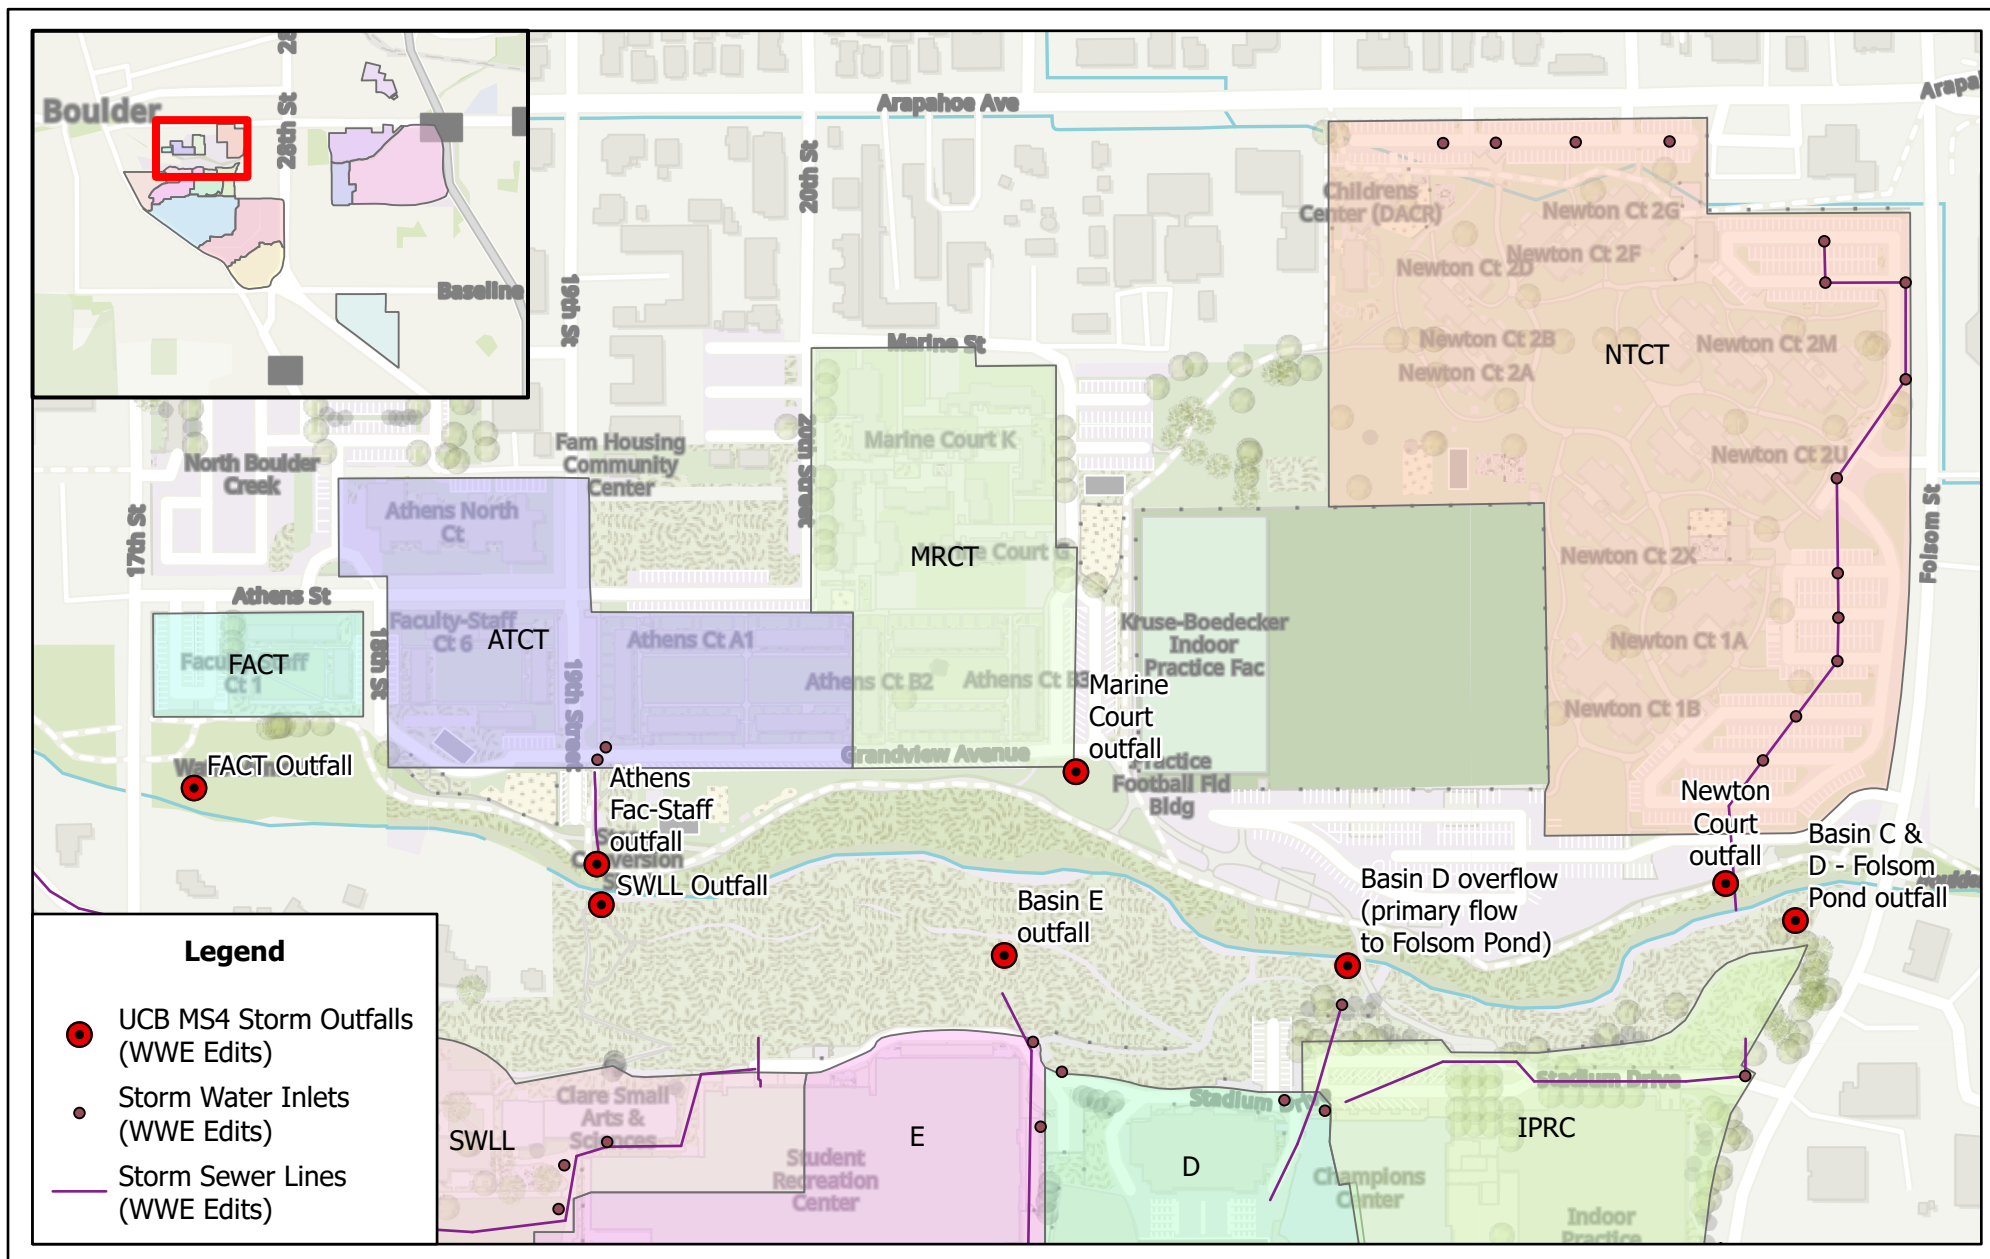 Boulder
28
28th St
Baseline
Arapahoe Ave
20th St
19th St
Marine St
Childrens
Center (DACR)
Newton Ct 2G
Newton Ct 2F
Newton Ct 2D
Newton Ct 2B
Newton Ct 2A
NTCT
Newton Ct 2M
Newton Ct 2U
Newton Ct 2X
Newton Ct 1A
Newton Ct 1B
Folsom St
North Boulder
Creek
17th St
Fam Housing
Community
Center
Marine Court K
MRCT
Athens North
Ct
Athens St
Faculty-Staff
Ct 6
ATCT
Athens Ct A1
18th St
19th Street
FACT
Ct 1
Athens Ct B2
Athens Ct B3
Kruse-Boedecker
Indoor
Practice Fac
Marine
Court
outfall
Grandview Avenue
Practice
Football Fld
Bldg
FACT Outfall
Athens
Fac-Staff
outfall
SWLL Outfall
Basin E
outfall
Basin D overflow
(primary flow
to Folsom Pond)
Newton
Court
outfall
Basin C &
D - Folsom
Pond outfall
Legend
UCB MS4 Storm Outfalls
(WWE Edits)
Storm Water Inlets
(WWE Edits)
Storm Sewer Lines
(WWE Edits)
Clare Small
Arts &
Sciences
SWLL
E
Student
Recreation
Center
Stadium Drive
D
Champions
Center
Stadium Drive
IPRC
Indoor
Practice